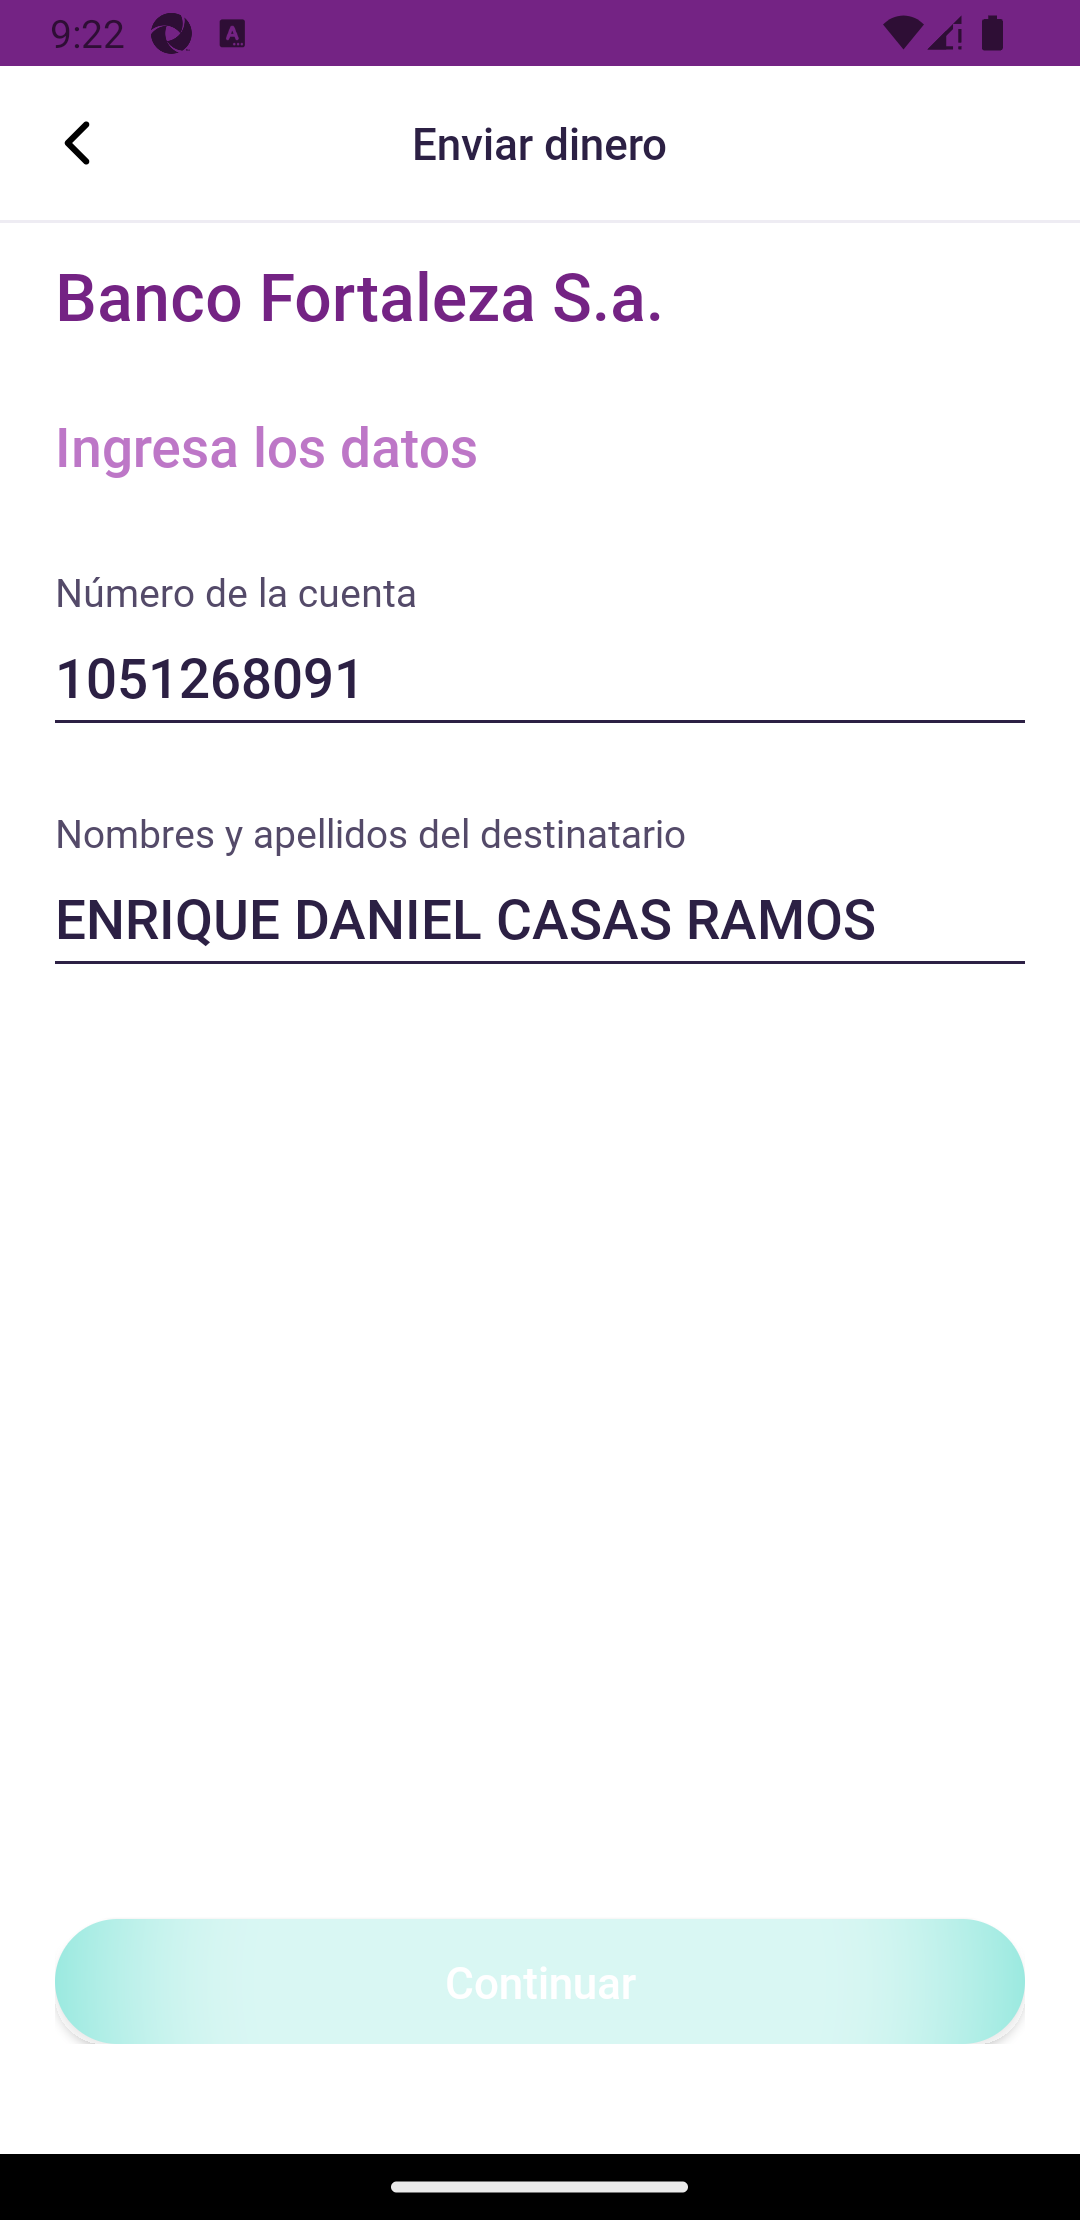 9:22
Enviar dinero
Banco Fortaleza S.a.
Ingresa los datos
Número de la cuenta
1051268091
Nombres y apellidos del destinatario
ENRIQUE DANIEL CASAS RAMOS
Continuar